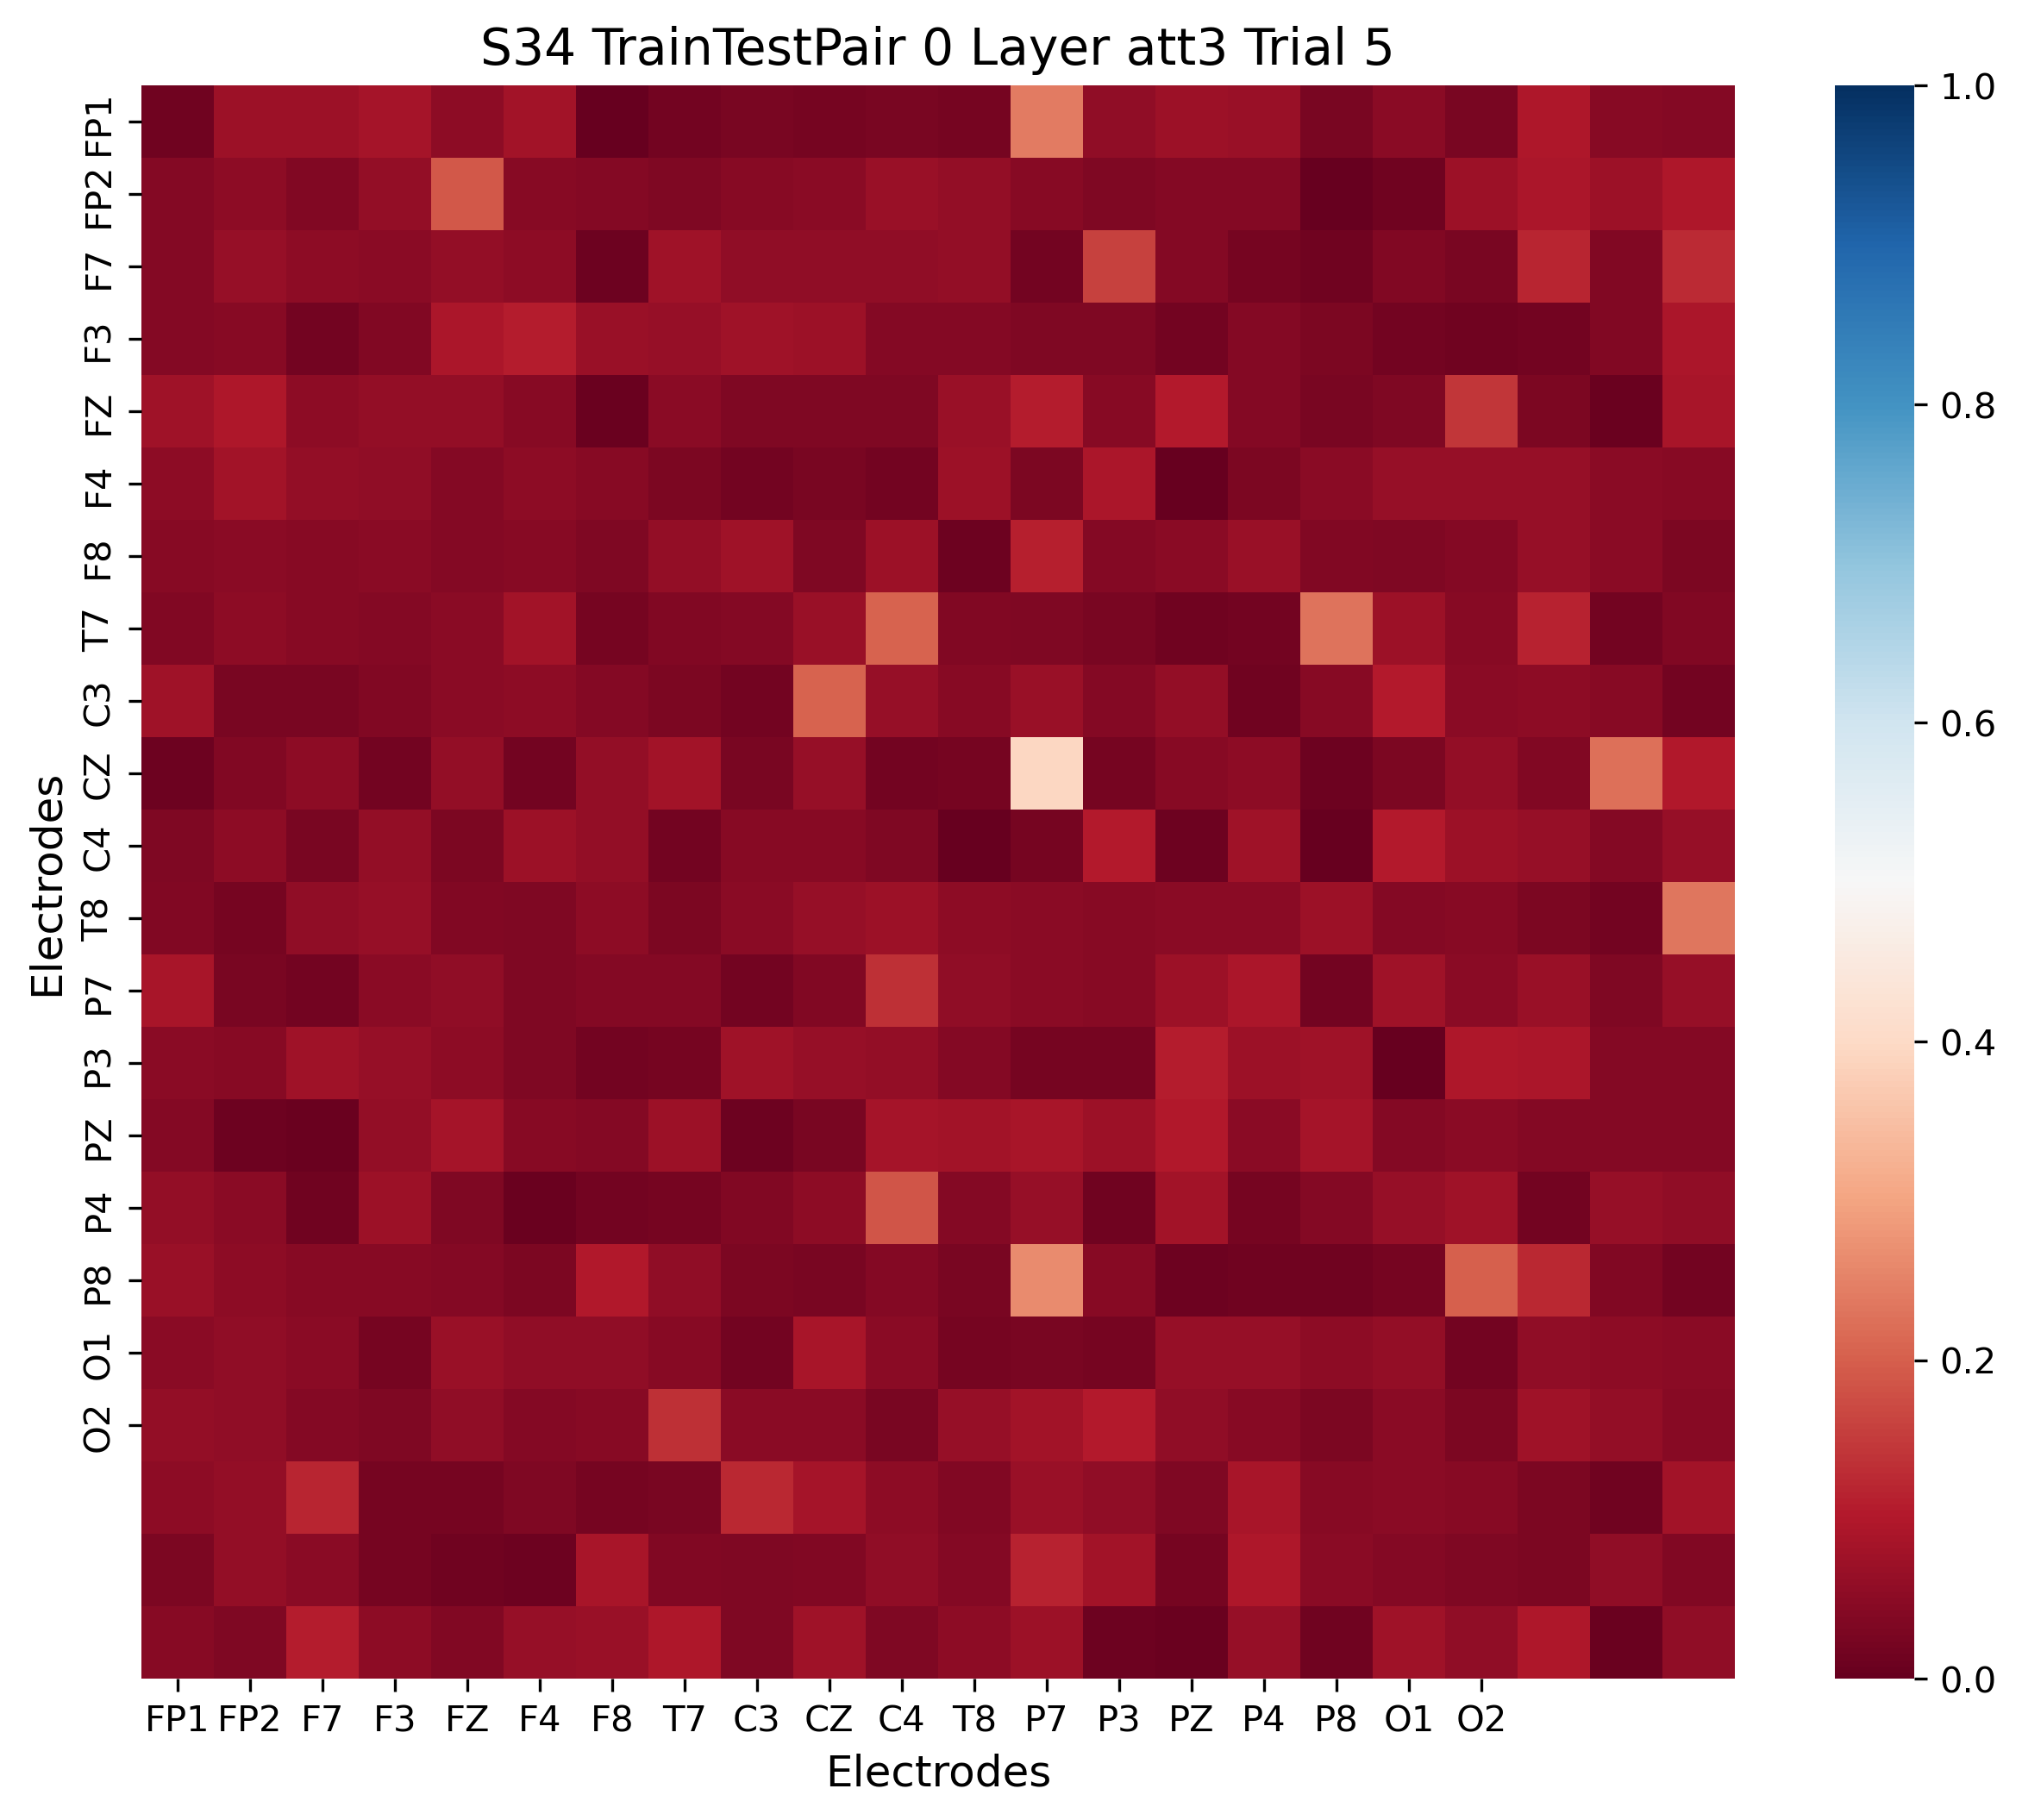 S34 TrainTestPair 0 Layer att3 Trial 5
Electrodes
FP1
FP2
F7
F3
FZ
F4
F8
T7
C3
CZ
C4
T8
P7
P3
PZ
P4
P8
O1
O2
FP1 FP2 F7 F3 FZ F4 F8 T7 C3 CZ C4 T8 P7 P3 PZ P4 P8 O1 O2
Electrodes
1.0
0.8
0.6
0.4
0.2
0.0